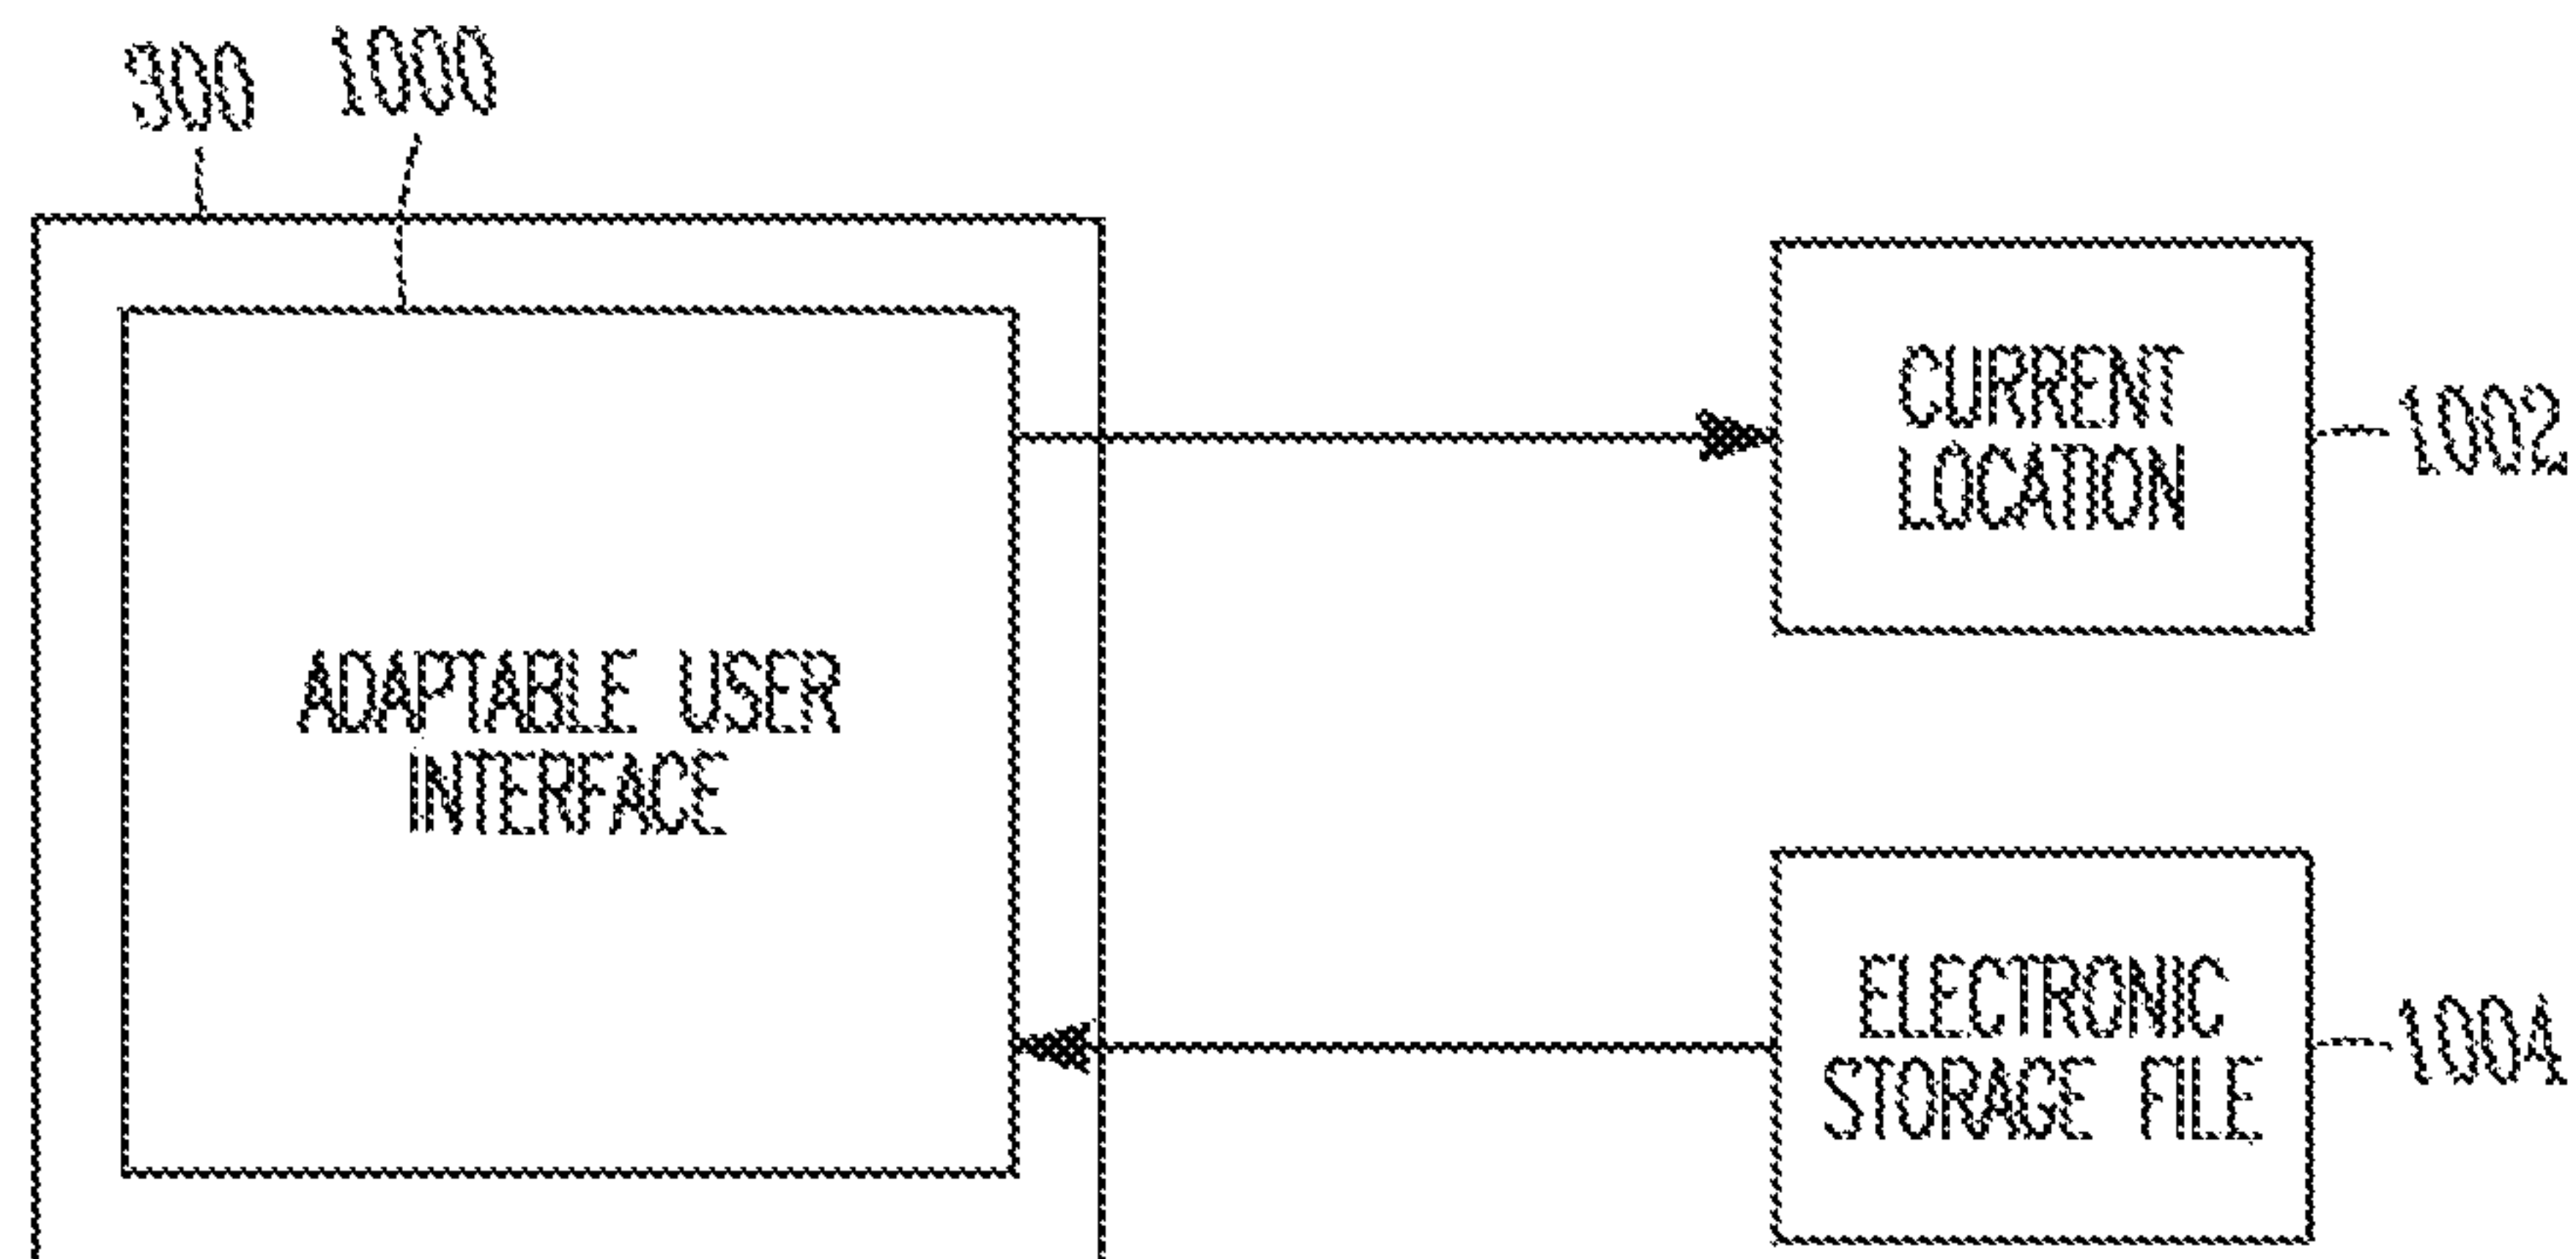 300 1000
CURRENT
LOCATION
1002
ADAPTABLE USER
INTERFACE
ELECTRONIC
STORAGE FILE
1004